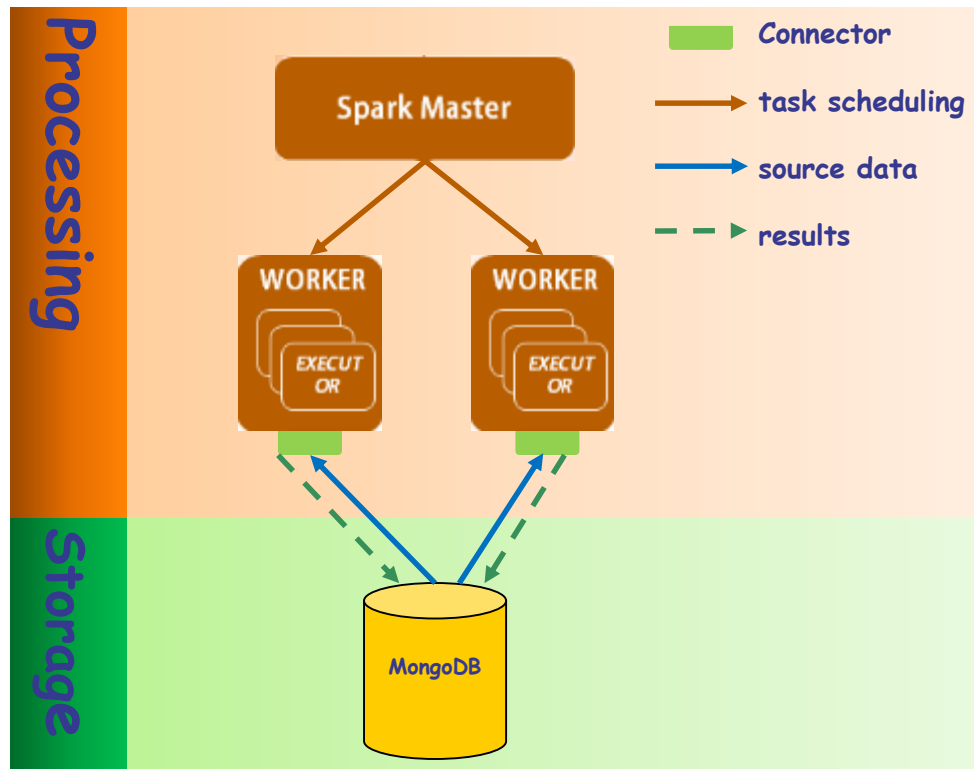 Processing
Connector
Spark Master
task scheduling
source data
results
WORKER
WORKER
EXECUT
OR
EXECUT
OR
Storage
MongoDB